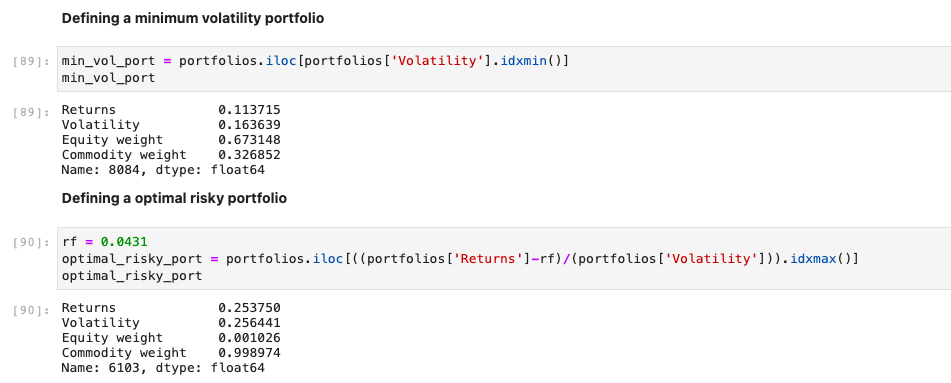 Defining a minimum volatility portfolio
[89]: min_vol_port = portfolios.iloc[portfolios['Volatility'].idxmin()]
min_vol_port
[89]: Returns 0.113715
Volatility 0.163639
Equity weight 0.673148
Commodity weight 0.326852
Name: 8084, dtype: float64
Defining a optimal risky portfolio
[90]: rf = 0.0431
optimal_risky_port = portfolios.iloc[((portfolios['Returns']-rf)/(portfolios['Volatility'])).idxmax()]
optimal_risky_port
[90]: Returns 0.253750
Volatility 0.256441
Equity weight 0.001026
Commodity weight 0.998974
Name: 6103, dtype: float64